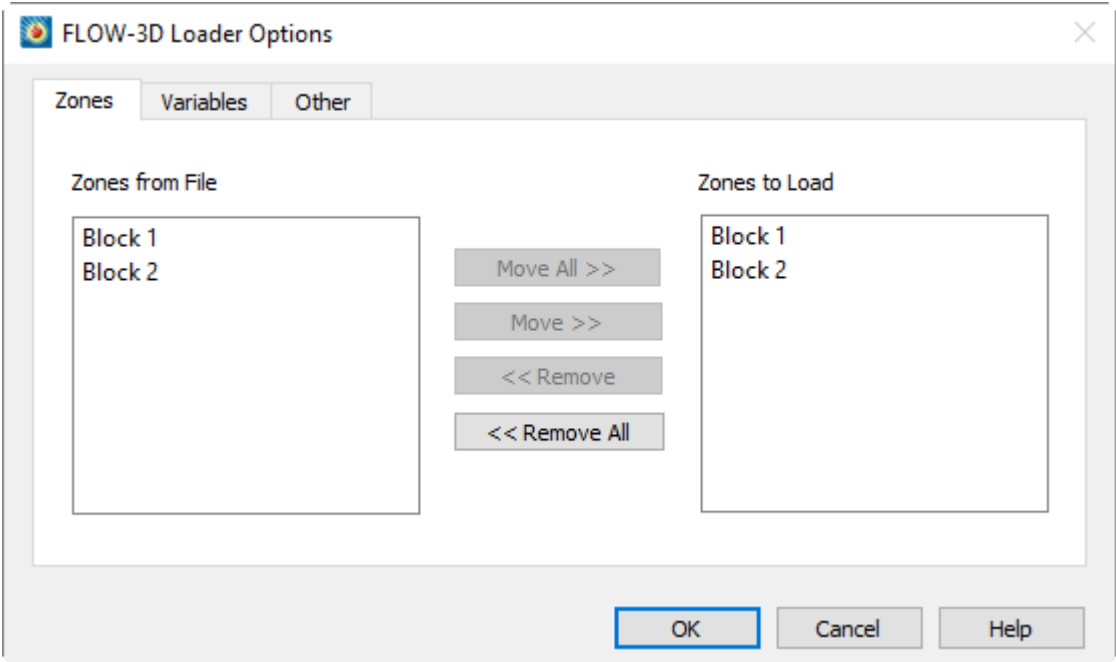 FLOW-3D Loader Options
Zones Variables Other
Zones from File
Block 1
Block 2
Move All >>
Move >>
<< Remove
<< Remove All
Zones to Load
Block 1
Block 2
OK Cancel Help